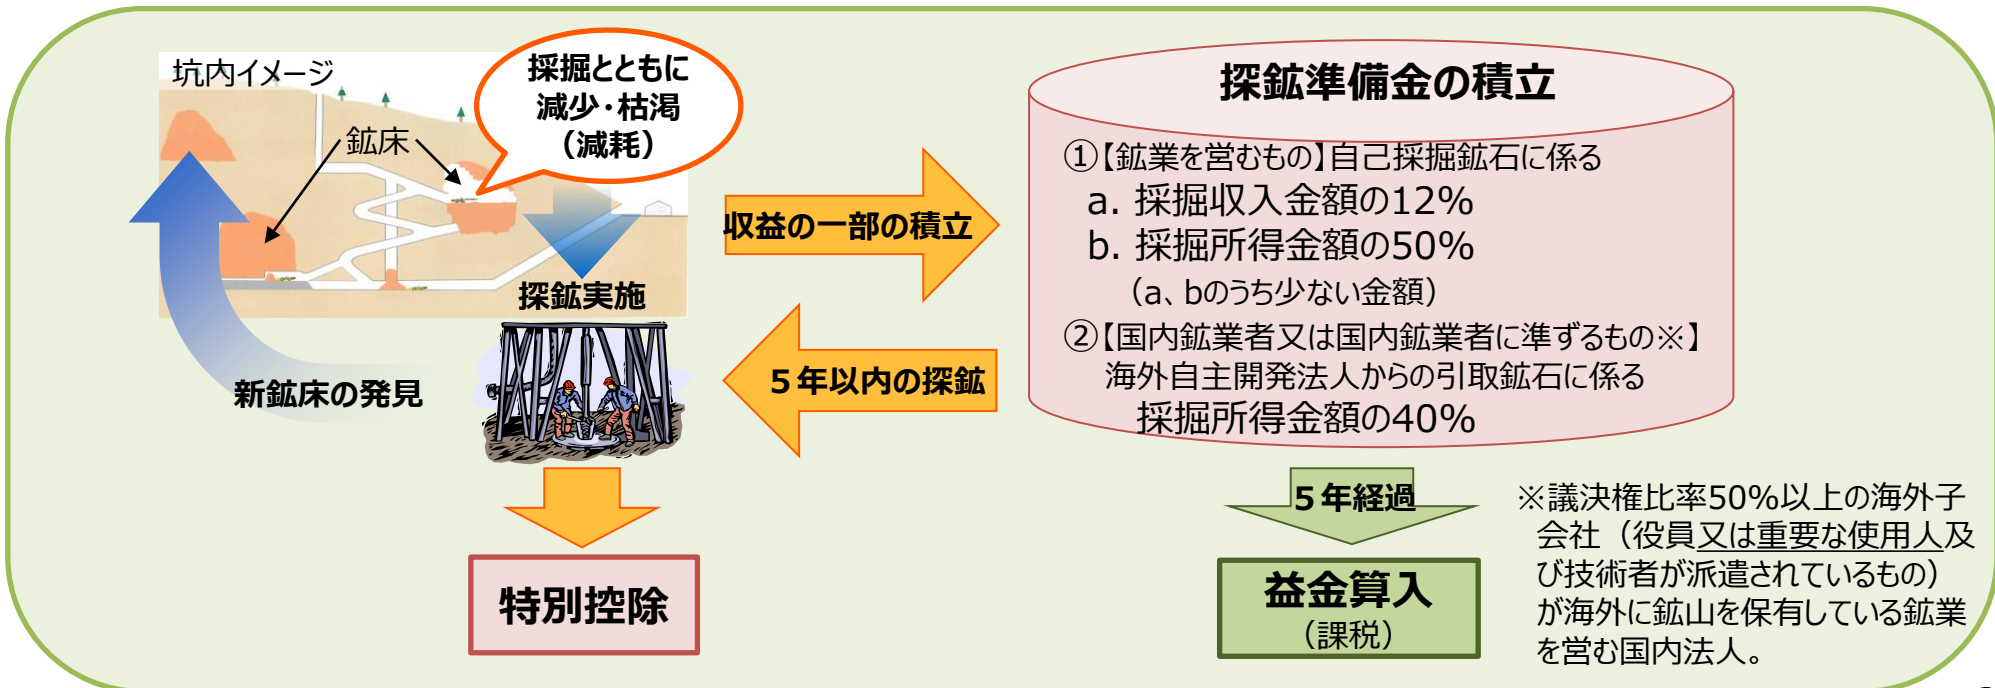 坑内イメージ
鉱床
採掘とともに
減少・枯渇
（減耗）
探鉱実施
新鉱床の発見
収益の一部の積立
５年以内の探鉱
特別控除
探鉱準備金の積立
①【鉱業を営むもの】自己採掘鉱石に係る
a. 採掘収入金額の12%
b. 採掘所得金額の50%
（a、bのうち少ない金額）
②【国内鉱業者又は国内鉱業者に準ずるもの※】
海外自主開発法人からの引取鉱石に係る
採掘所得金額の40%
５年経過
益金算入
（課税）
※議決権比率50%以上の海外子
会社（役員又は重要な使用人及
び技術者が派遣されているもの）
が海外に鉱山を保有している鉱業
を営む国内法人。